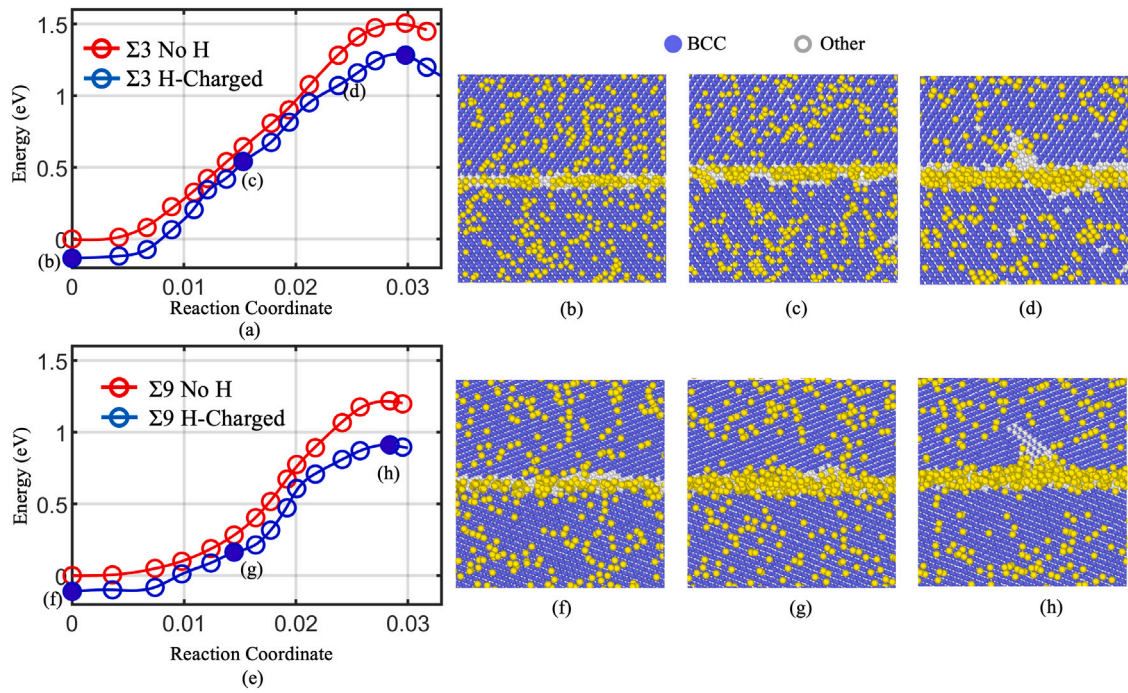 1.5
1
0.5
0
Energy (eV)
Σ3 No H
Σ3 H-Charged
(b)
(c)
(d)
0
0.01
0.02
0.03
Reaction Coordinate
(a)
BCC
Other
(b)
(c)
(d)
1.5
1
0.5
0
Energy (eV)
Σ9 No H
Σ9 H-Charged
(f)
(g)
(h)
0
0.01
0.02
0.03
Reaction Coordinate
(e)
(f)
(g)
(h)